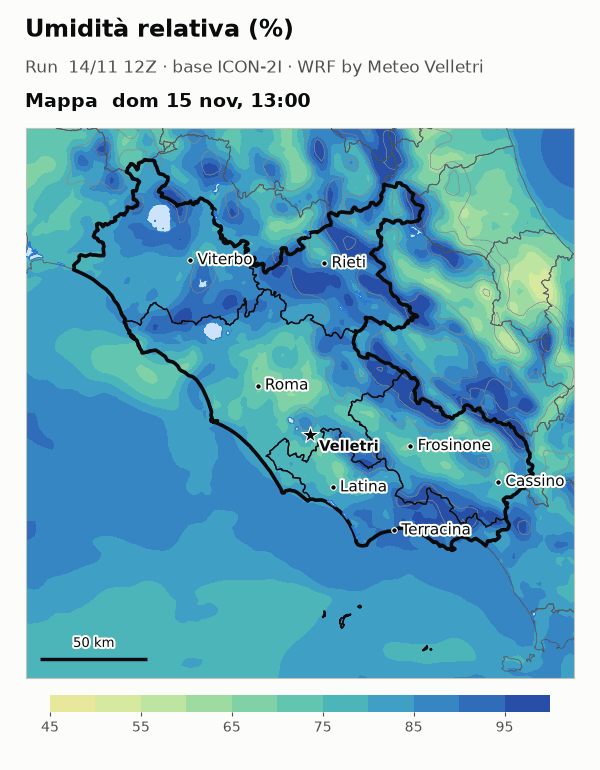 Umidità relativa (%)
Run 14/11 12Z · base ICON-2I · WRF by Meteo Velletri
Mappa dom 15 nov, 13:00
Viterbo
Rieti
Roma
Velletri
Frosinone
Latina
Cassino
Terracina
50 km
45 55 65 75 85 95